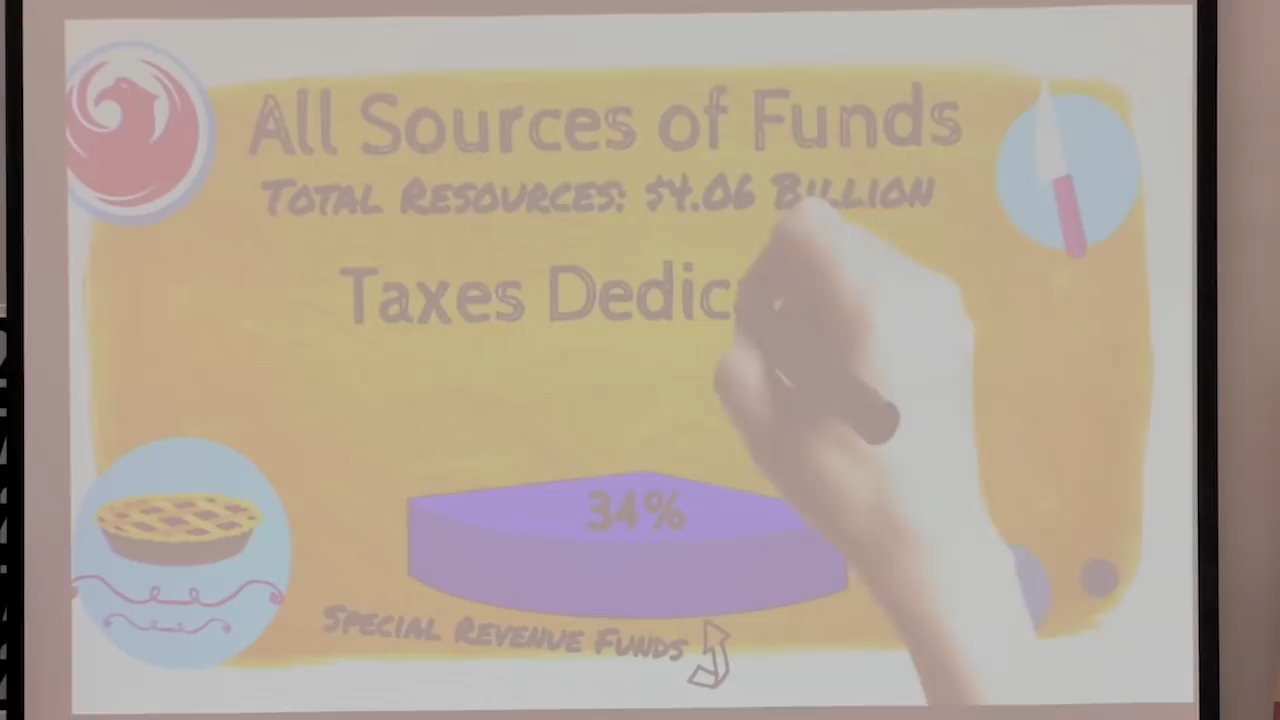 All Sources of Funds
TOTAL RESOURCES: $4.06 BILLION
Taxes Dedic
34%
SPECIAL REVENUE FUNDS